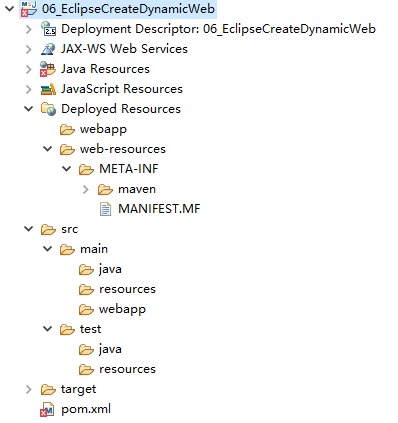 06_EclipseCreateDynamicWeb
Deployment Descriptor: 06_EclipseCreateDynamicWeb
JAX-WS Web Services
Java Resources
JavaScript Resources
Deployed Resources
webapp
web-resources
META-INF
maven
MANIFEST.MF
src
main
java
resources
webapp
test
java
resources
target
pom.xml